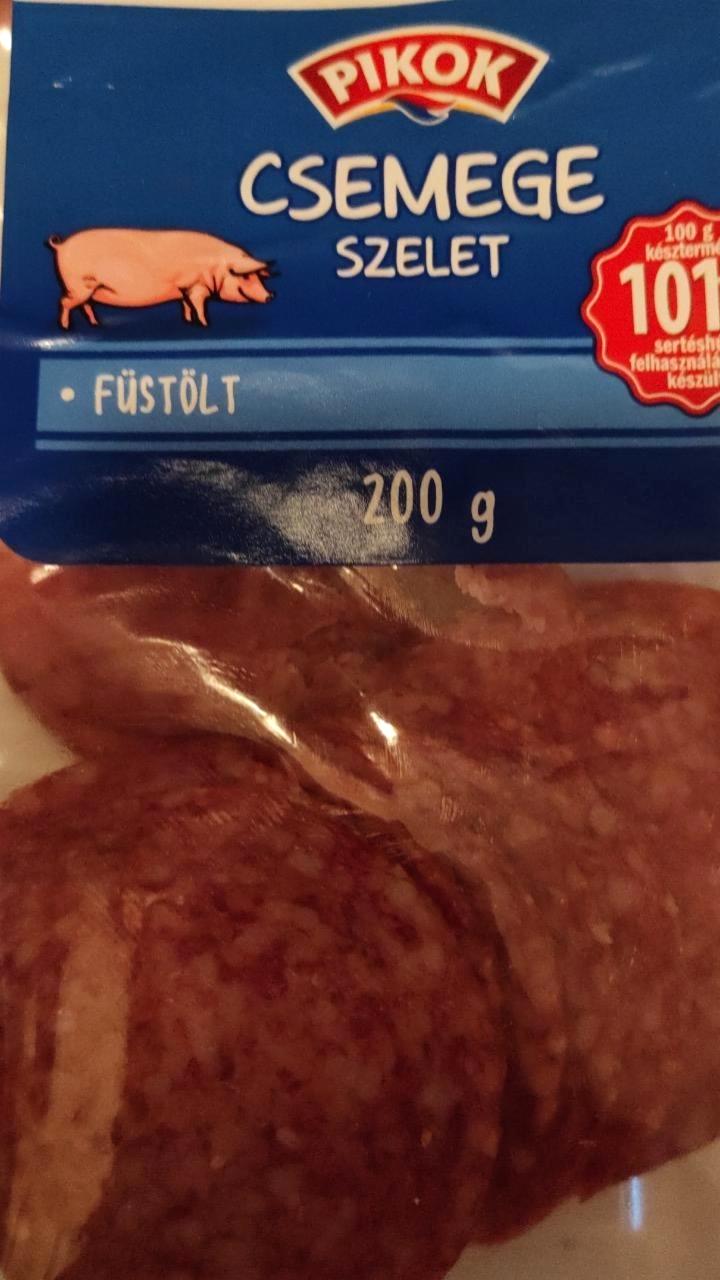 PIKOK
CSEMEGE
SZELET
100 g
101
• FÜSTÖLT
200 g